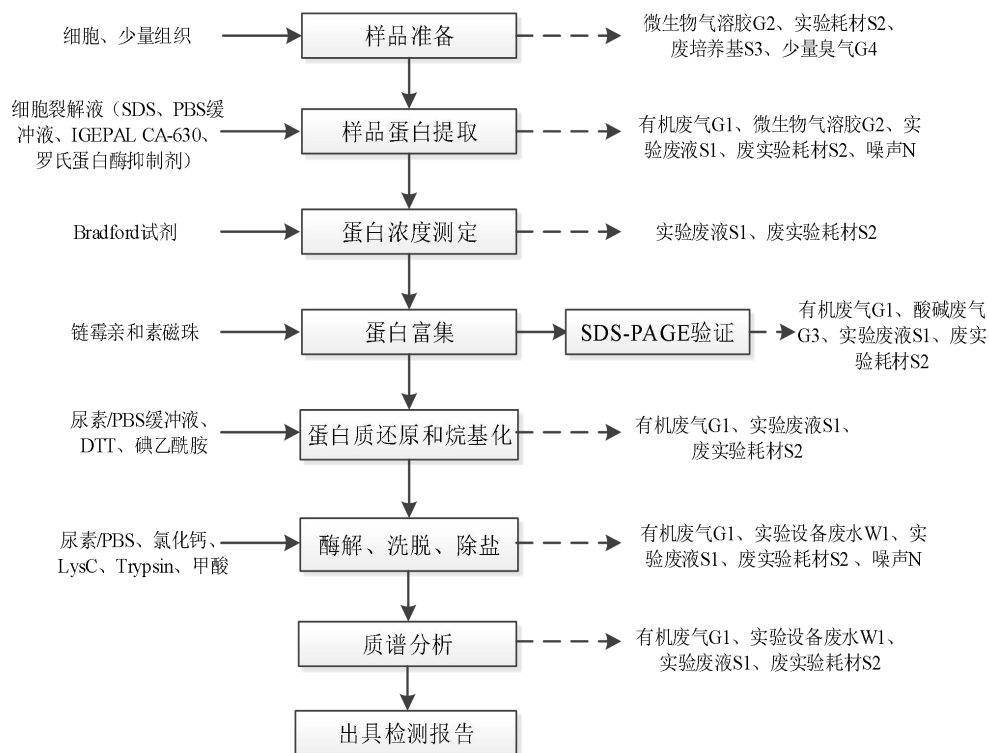 细胞、少量组织
样品准备
微生物气溶胶G2、实验耗材S2、
废培养基S3、少量臭气G4
细胞裂解液（SDS、PBS缓
冲液、IGEPAL CA-630、
罗氏蛋白酶抑制剂）
样品蛋白提取
有机废气G1、微生物气溶胶G2、实
验废液S1、废实验耗材S2、噪声N
Bradford试剂
蛋白浓度测定
实验废液S1、废实验耗材S2
链霉亲和素磁珠
蛋白富集
SDS-PAGE验证
有机废气G1、酸碱废气
G3、实验废液S1、废实
验耗材S2
尿素/PBS缓冲液、
DTT、碘乙酰胺
蛋白质还原和烷基化
有机废气G1、实验废液S1、
废实验耗材S2
尿素/PBS、氯化钙、
LysC、Trypsin、甲酸
酶解、洗脱、除盐
有机废气G1、实验设备废水W1、实
验废液S1、废实验耗材S2 、噪声N
质谱分析
有机废气G1、实验设备废水W1、
实验废液S1、废实验耗材S2
出具检测报告